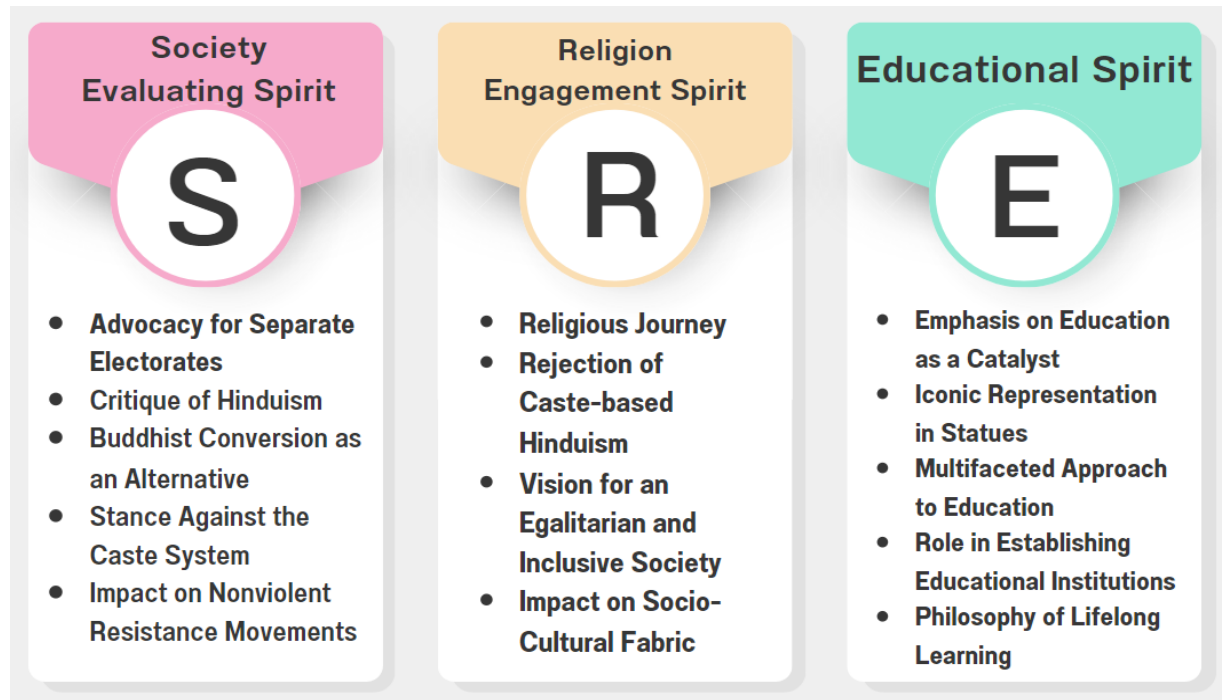 Society
Evaluating Spirit
S
• Advocacy for Separate
Electorates
• Critique of Hinduism
• Buddhist Conversion as
an Alternative
• Stance Against the
Caste System
• Impact on Nonviolent
Resistance Movements
Religion
Engagement Spirit
R
• Religious Journey
• Rejection of
Caste-based
Hinduism
• Vision for an
Egalitarian and
Inclusive Society
• Impact on Socio-
Cultural Fabric
Educational Spirit
E
• Emphasis on Education
as a Catalyst
• Iconic Representation
in Statues
• Multifaceted Approach
to Education
• Role in Establishing
Educational Institutions
• Philosophy of Lifelong
Learning